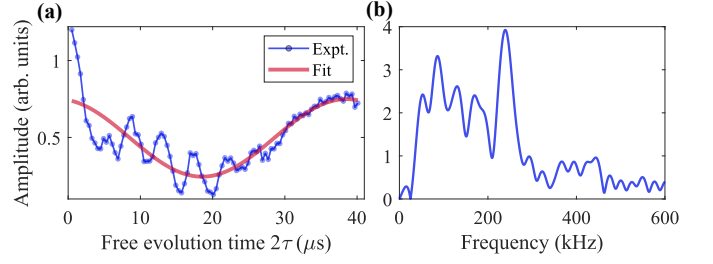 (a)
Amplitude (arb. units)
1
0.5
0 10 20 30 40
Free evolution time 2τ (μs)
Expt.
Fit
(b)
4
3
2
1
0
0 200 400 600
Frequency (kHz)